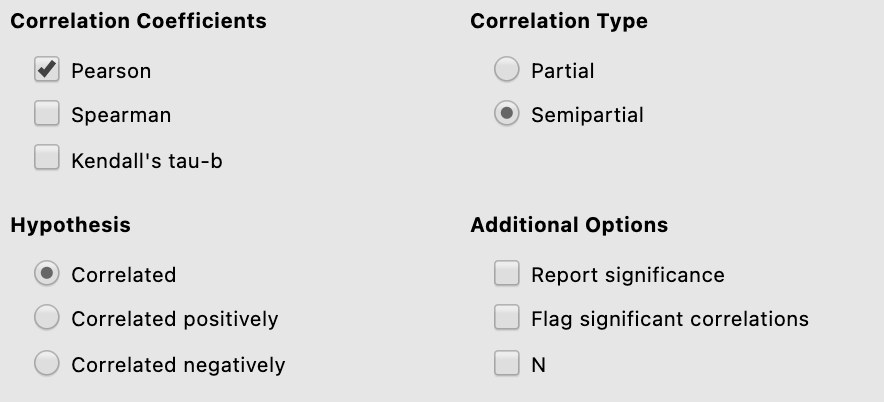 Correlation Coefficients
Pearson
Spearman
Kendall's tau-b
Correlation Type
Partial
Semipartial
Hypothesis
Correlated
Correlated positively
Correlated negatively
Additional Options
Report significance
Flag significant correlations
N